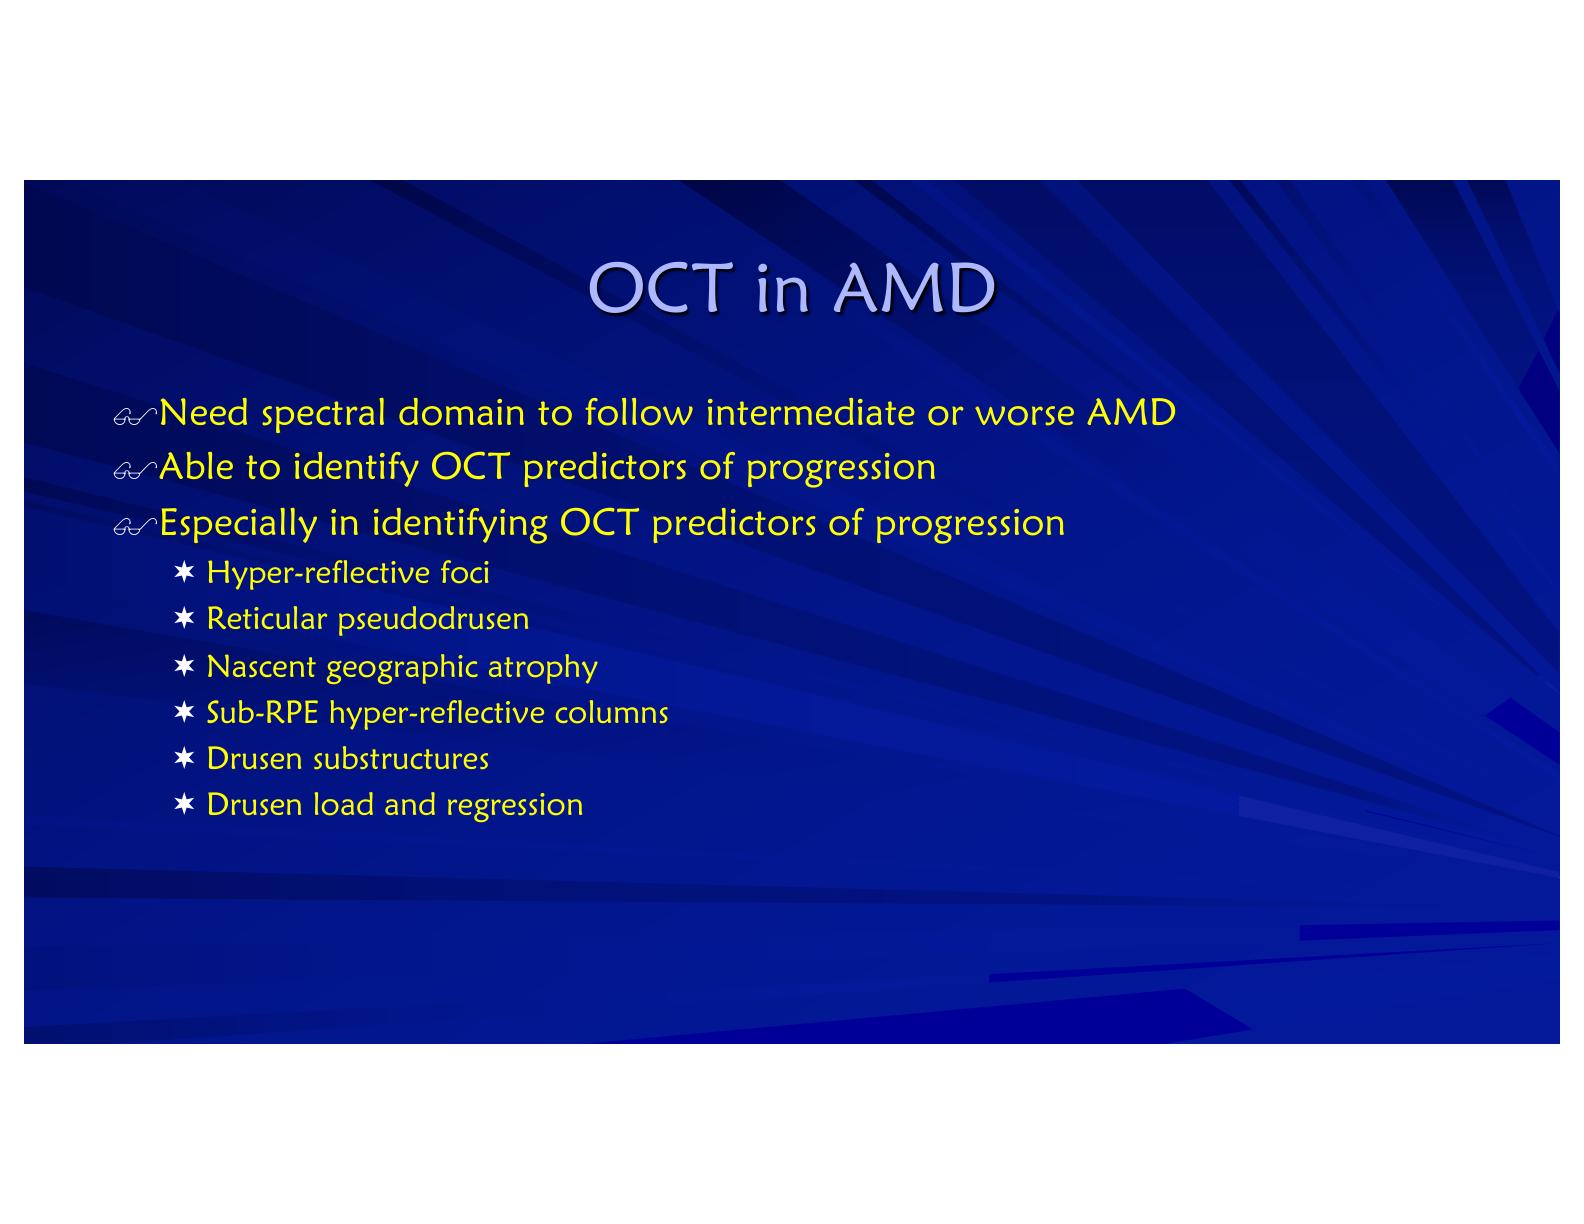 OCT in AMD
Need spectral domain to follow intermediate or worse AMD
Able to identify OCT predictors of progression
Especially in identifying OCT predictors of progression
Hyper-reflective foci
Reticular pseudodrusen
Nascent geographic atrophy
Sub-RPE hyper-reflective columns
Drusen substructures
Drusen load and regression